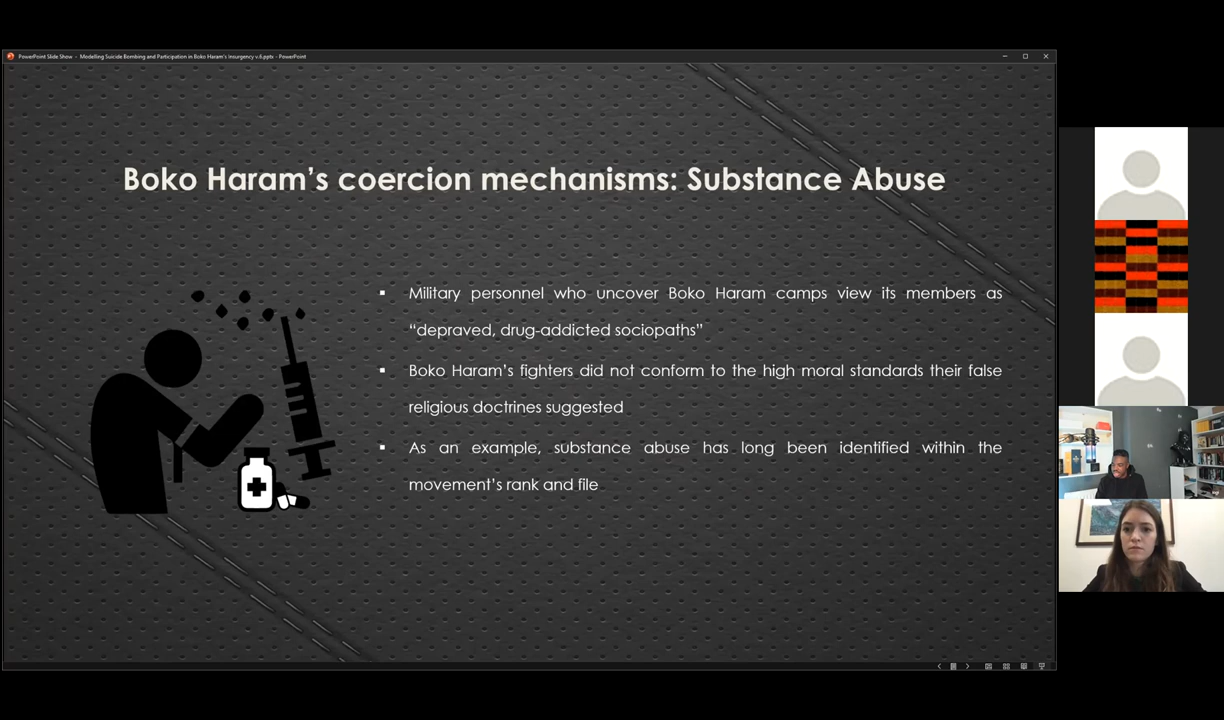 PowerPoint Slide Show - Modelling Suicide Bombing and Participation in Boko Haram's Insurgency v.6.pptx - PowerPoint
Boko Haram’s coercion mechanisms: Substance Abuse
▪ Military personnel who uncover Boko Haram camps view its members as
“depraved, drug-addicted sociopaths”
▪ Boko Haram’s fighters did not conform to the high moral standards their false
religious doctrines suggested
▪ As an example, substance abuse has long been identified within the
movement’s rank and file